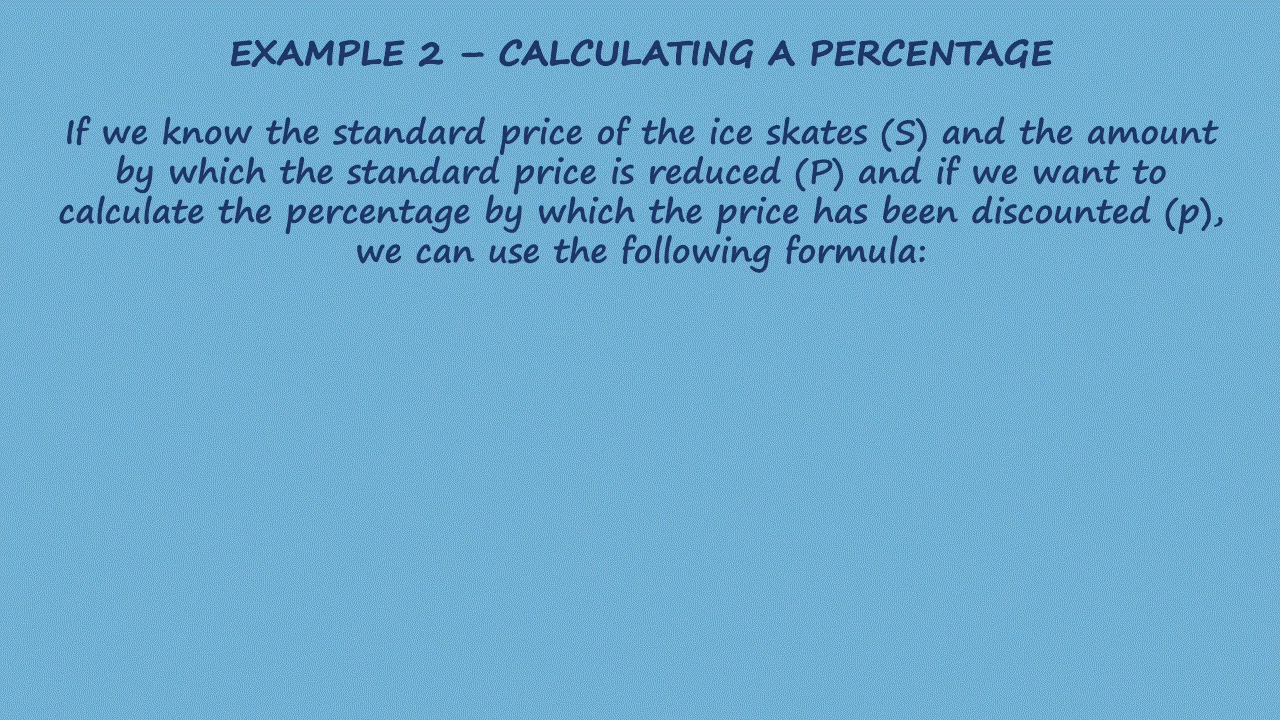 EXAMPLE 2 – CALCULATING A PERCENTAGE
If we know the standard price of the ice skates (S) and the amount
by which the standard price is reduced (P) and if we want to
calculate the percentage by which the price has been discounted (p),
we can use the following formula: